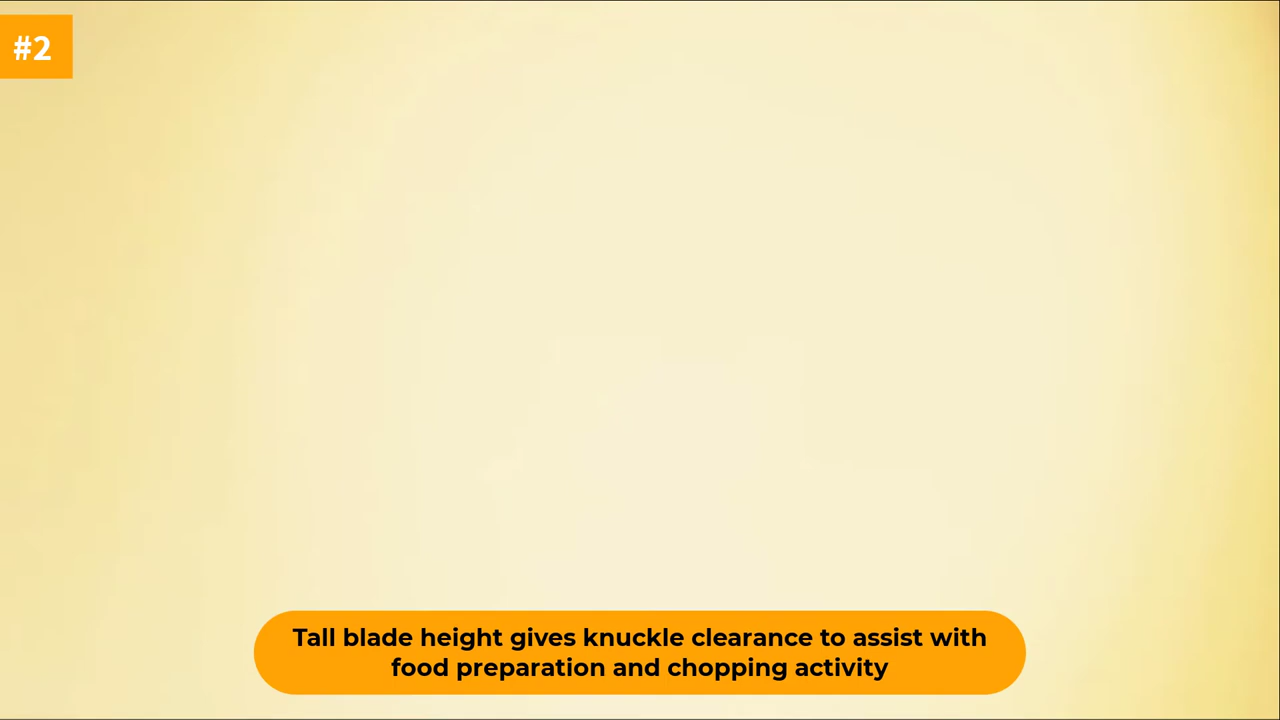 #2
Tall blade height gives knuckle clearance to assist with
food preparation and chopping activity